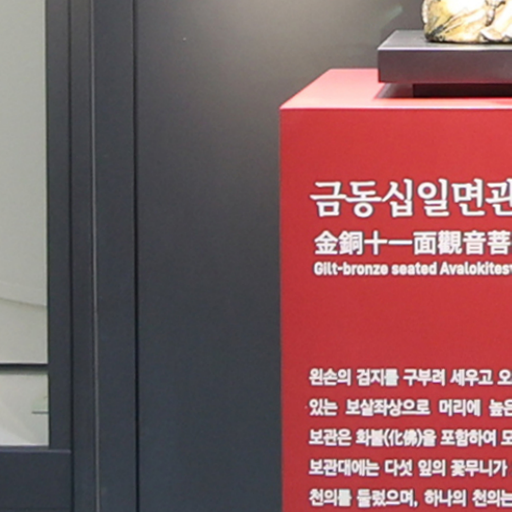 금동십일면관
金銅十一面觀音菩
Gilt-bronze seated Avalokites
왼손의 검지를 구부려 세우고 오
있는 보살좌상으로 머리에 높은
보관은 화불(化佛)을 포함하여 모
보관대에는 다섯 잎의 꽃무늬가
천의를 둘렀으며, 하나의 천의는